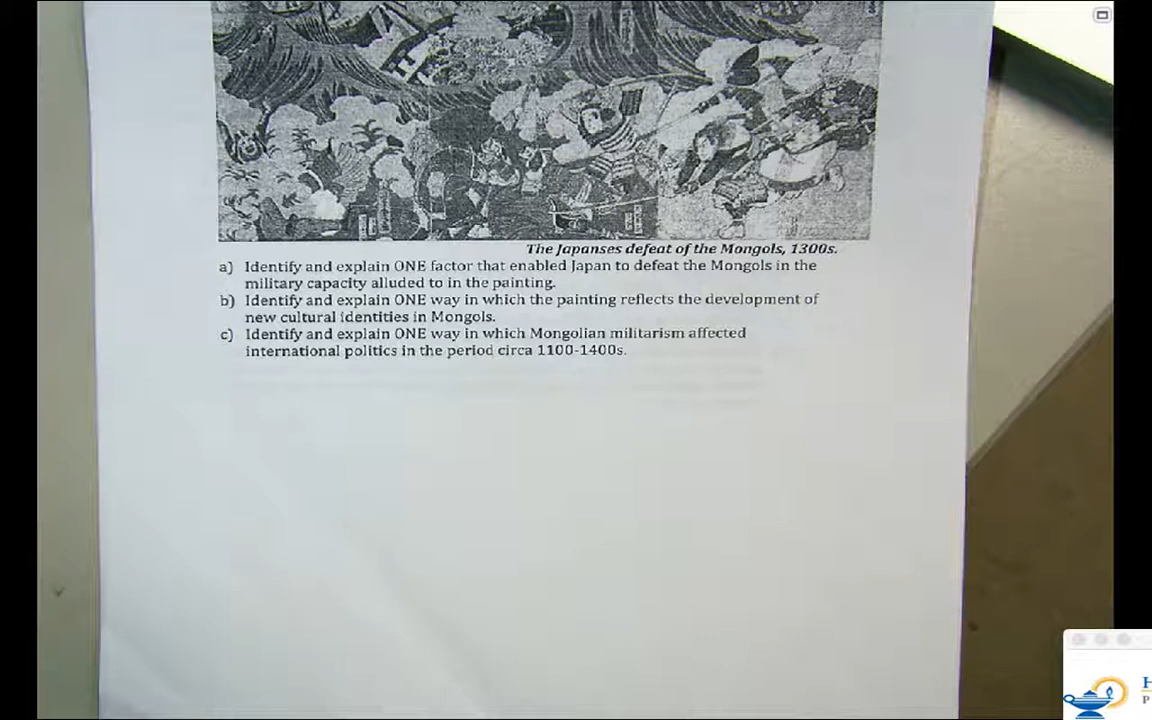 The Japanses defeat of the Mongols, 1300s.
a) Identify and explain ONE factor that enabled Japan to defeat the Mongols in the
military capacity alluded to in the painting.
b) Identify and explain ONE way in which the painting reflects the development of
new cultural identities in Mongols.
c) Identify and explain ONE way in which Mongolian militarism affected
international politics in the period circa 1100-1400s.
H
P